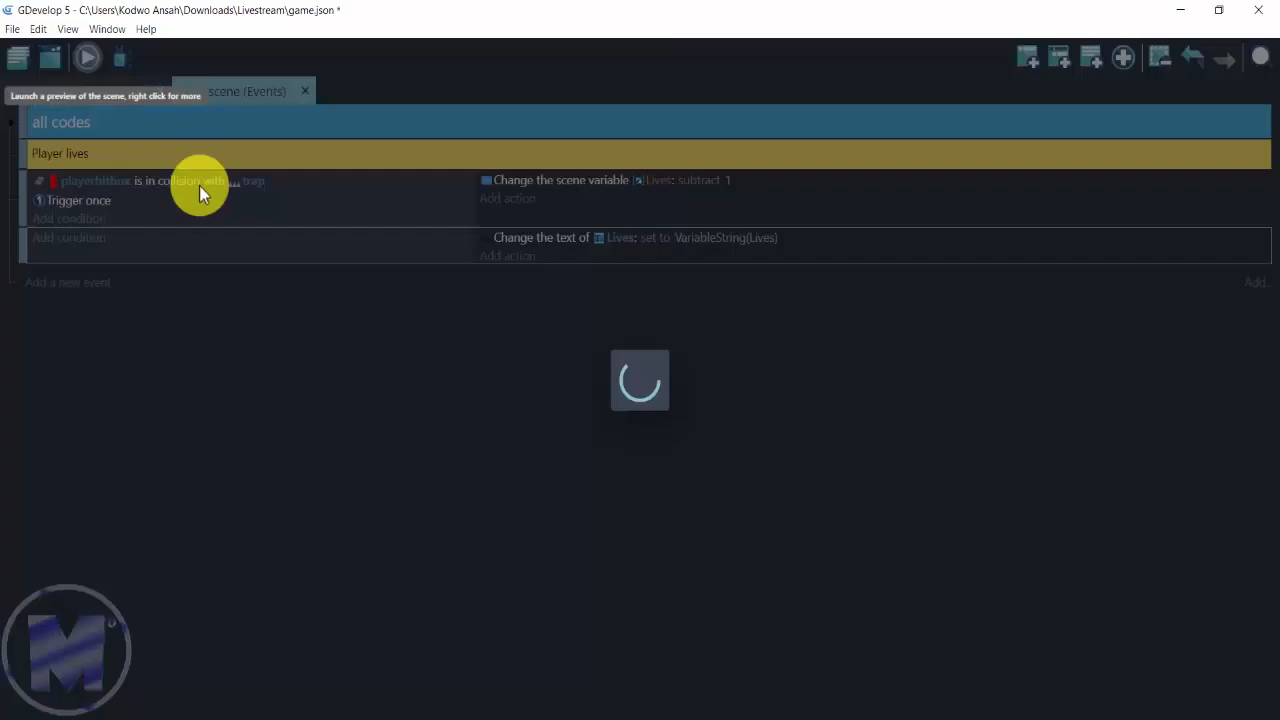 GDevelop 5 - C:\Users\Kodwo Ansah\Downloads\Livestream\game.json *
File Edit View Window Help
Launch a preview of the scene, right click for more
scene (Events) ×
all codes
Player lives
playerhitbox is in collision with trap
Change the scene variable Lives: subtract 1
1 Trigger once
Add action
Add condition
Add condition
Change the text of Lives: set to VariableString(Lives)
Add action
Add a new event
Add...
M